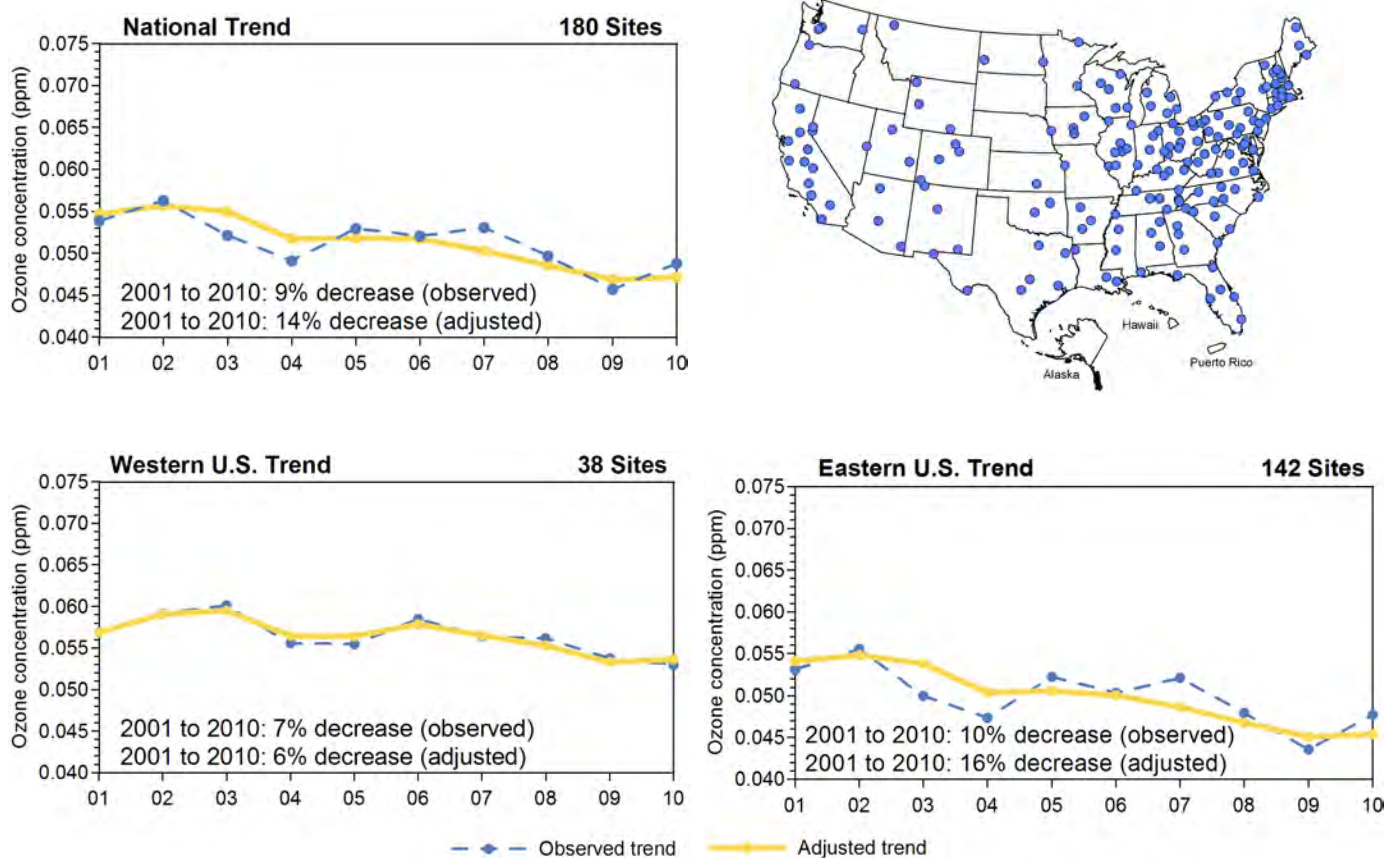 National Trend 180 Sites
Ozone concentration (ppm)
0.075
0.070
0.065
0.060
0.055
0.050
0.045
0.040
2001 to 2010: 9% decrease (observed)
2001 to 2010: 14% decrease (adjusted)
01 02 03 04 05 06 07 08 09 10
Hawaii
Alaska
Puerto Rico
Western U.S. Trend 38 Sites
Ozone concentration (ppm)
0.075
0.070
0.065
0.060
0.055
0.050
0.045
0.040
2001 to 2010: 7% decrease (observed)
2001 to 2010: 6% decrease (adjusted)
01 02 03 04 05 06 07 08 09 10
Eastern U.S. Trend 142 Sites
Ozone concentration (ppm)
0.075
0.070
0.065
0.060
0.055
0.050
0.045
0.040
2001 to 2010: 10% decrease (observed)
2001 to 2010: 16% decrease (adjusted)
01 02 03 04 05 06 07 08 09 10
Observed trend Adjusted trend